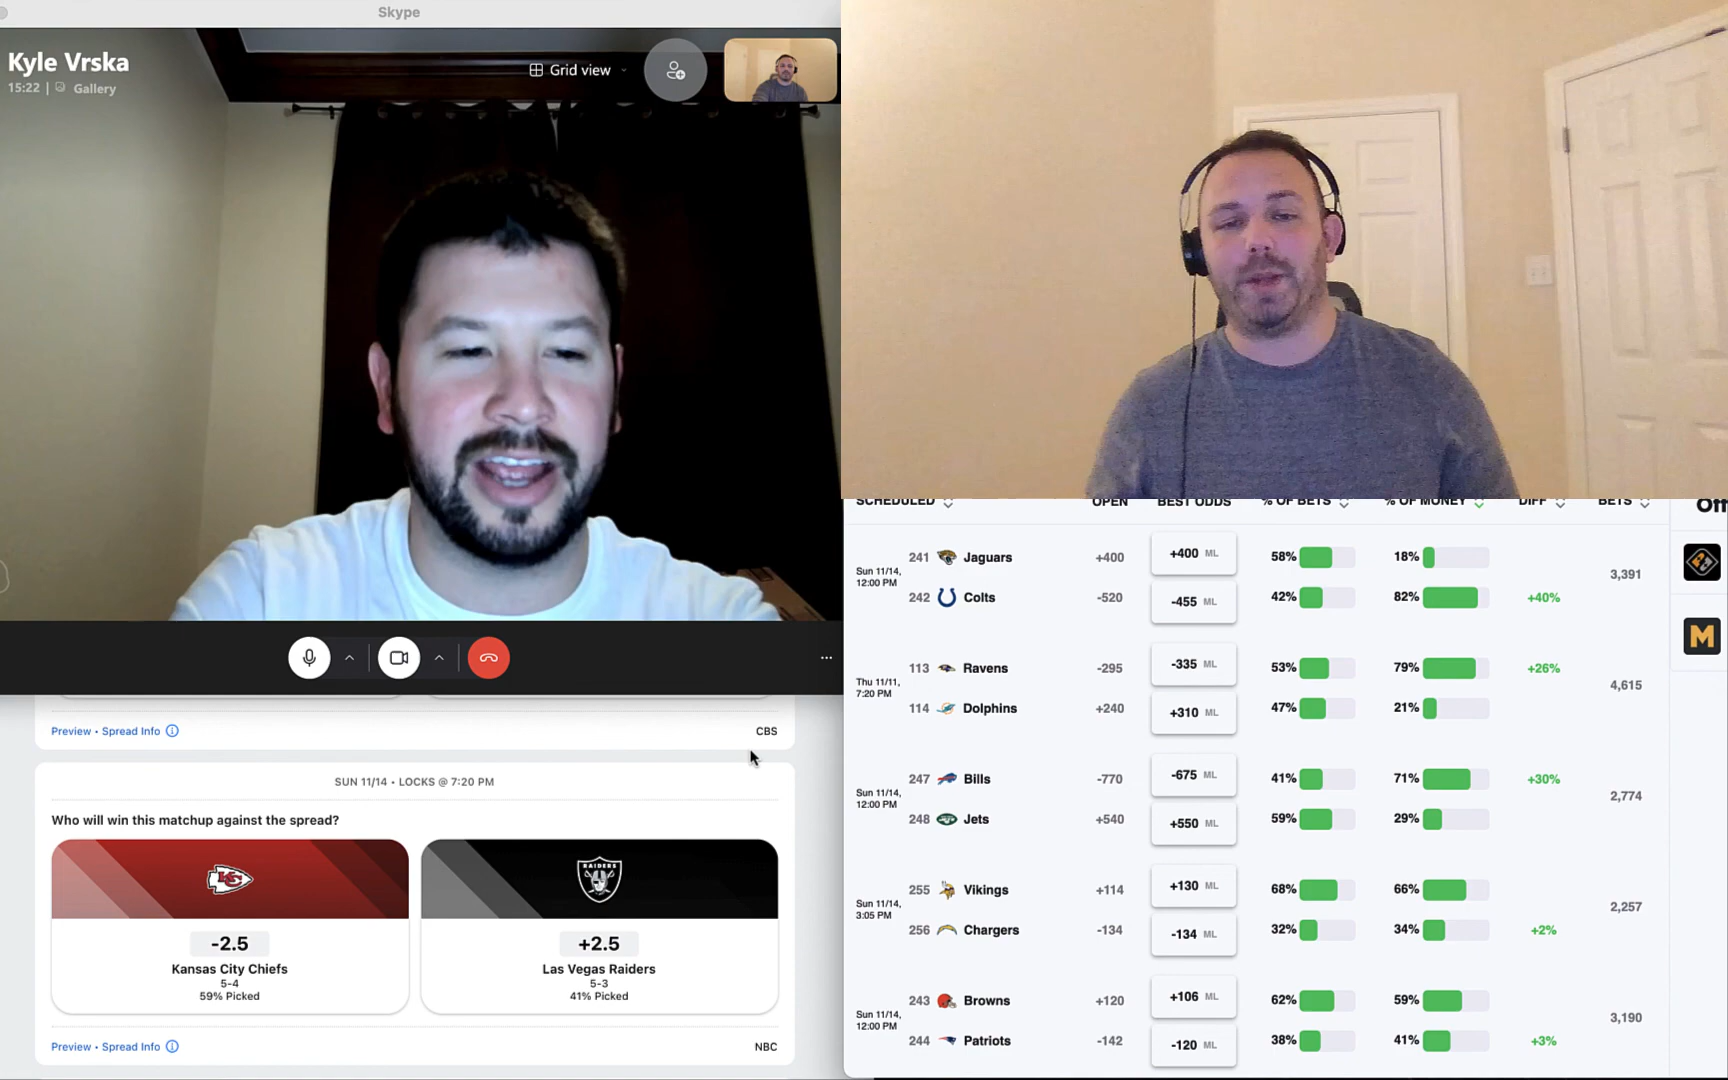 Skype
Kyle Vrska
15:22 | Gallery
Grid view
Preview • Spread Info
CBS
SUN 11/14 • LOCKS @ 7:20 PM
Who will win this matchup against the spread?
RAIDERS
-2.5
Kansas City Chiefs
5-4
59% Picked
+2.5
Las Vegas Raiders
5-3
41% Picked
Preview • Spread Info
NBC
SCHEDULED OPEN BEST ODDS % OF BETS % OF MONEY DIFF BETS
Sun 11/14,
12:00 PM
241 Jaguars +400 +400 ML 58% 18%
242 Colts -520 -455 ML 42% 82% +40%
3,391
Thu 11/11,
7:20 PM
113 Ravens -295 -335 ML 53% 79% +26%
114 Dolphins +240 +310 ML 47% 21%
4,615
Sun 11/14,
12:00 PM
247 Bills -770 -675 ML 41% 71% +30%
248 Jets +540 +550 ML 59% 29%
2,774
Sun 11/14,
3:05 PM
255 Vikings +114 +130 ML 68% 66%
256 Chargers -134 -134 ML 32% 34% +2%
2,257
Sun 11/14,
12:00 PM
243 Browns +120 +106 ML 62% 59%
244 Patriots -142 -120 ML 38% 41% +3%
3,190
M